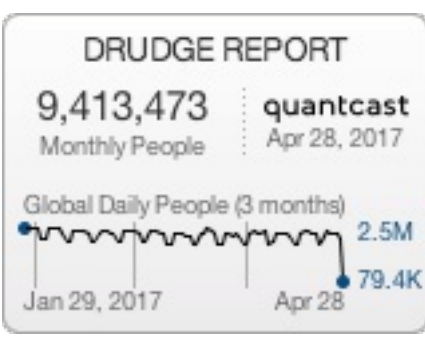 DRUDGE REPORT
9,413,473
Monthly People
quantcast
Apr 28, 2017
Global Daily People (3 months)
2.5M
79.4K
Jan 29, 2017
Apr 28